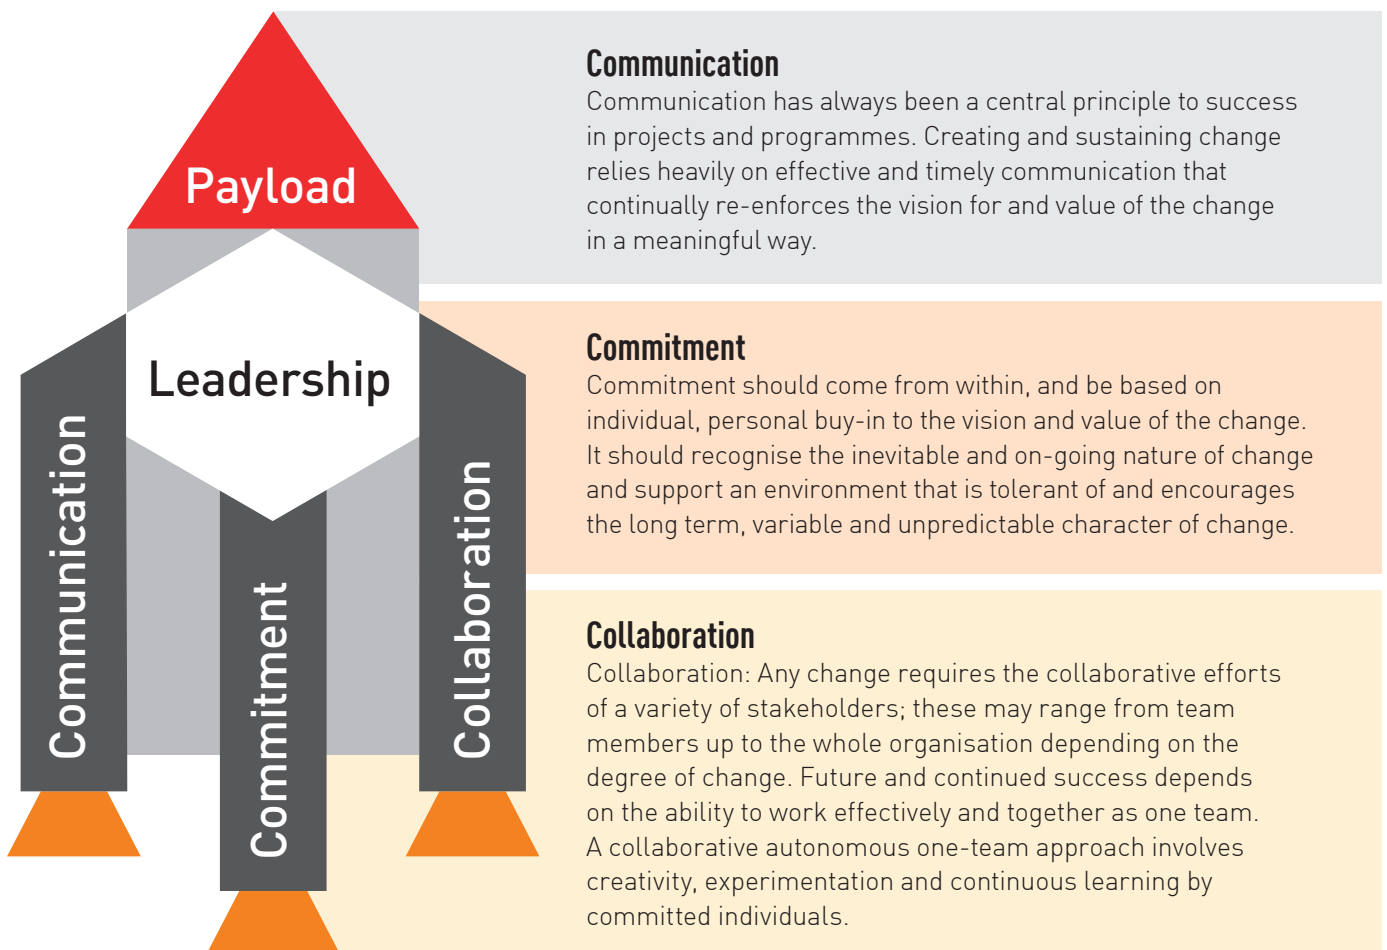 Payload
Leadership
Communication
Commitment
Collaboration
Communication
Communication has always been a central principle to success
in projects and programmes. Creating and sustaining change
relies heavily on effective and timely communication that
continually re-enforces the vision for and value of the change
in a meaningful way.
Commitment
Commitment should come from within, and be based on
individual, personal buy-in to the vision and value of the change.
It should recognise the inevitable and on-going nature of change
and support an environment that is tolerant of and encourages
the long term, variable and unpredictable character of change.
Collaboration
Collaboration: Any change requires the collaborative efforts
of a variety of stakeholders; these may range from team
members up to the whole organisation depending on the
degree of change. Future and continued success depends
on the ability to work effectively and together as one team.
A collaborative autonomous one-team approach involves
creativity, experimentation and continuous learning by
committed individuals.